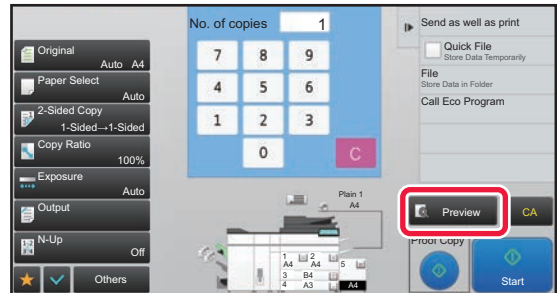 No. of copies 1
Original
Auto A4
Paper Select
Auto
2-Sided Copy
1-Sided→1-Sided
Copy Ratio
100%
Exposure
Auto
Output
N-Up
Off
Others
7 8 9
4 5 6
1 2 3
0 C
Plain 1
A4
1 2
A4 A4 5
3 B4
4 A3 A4
Send as well as print
Quick File
Store Data Temporarily
File
Store Data in Folder
Call Eco Program
Preview CA
Proof Copy
Start